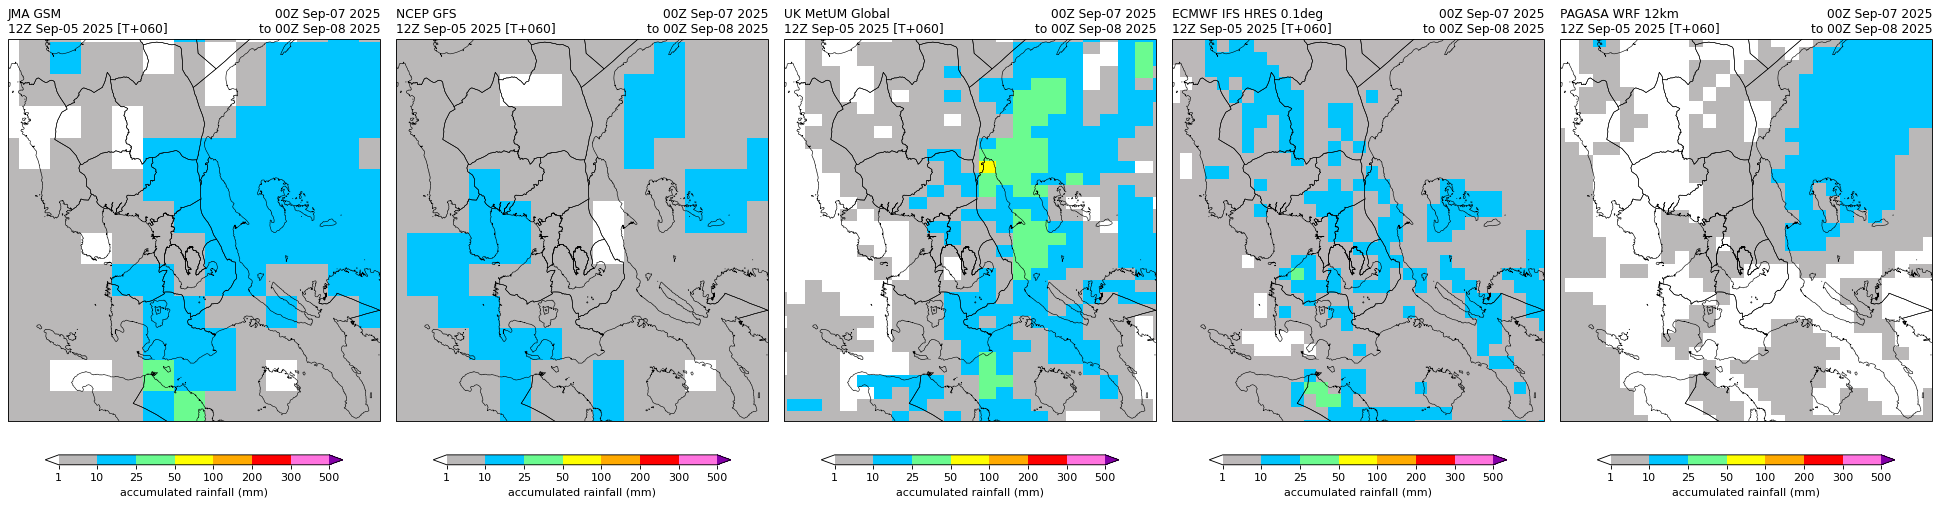 JMA GSM 00Z Sep-07 2025
12Z Sep-05 2025 [T+060] to 00Z Sep-08 2025
NCEP GFS 00Z Sep-07 2025
12Z Sep-05 2025 [T+060] to 00Z Sep-08 2025
UK MetUM Global 00Z Sep-07 2025
12Z Sep-05 2025 [T+060] to 00Z Sep-08 2025
ECMWF IFS HRES 0.1deg 00Z Sep-07 2025
12Z Sep-05 2025 [T+060] to 00Z Sep-08 2025
PAGASA WRF 12km 00Z Sep-07 2025
12Z Sep-05 2025 [T+060] to 00Z Sep-08 2025
1 10 25 50 100 200 300 500
accumulated rainfall (mm)
1 10 25 50 100 200 300 500
accumulated rainfall (mm)
1 10 25 50 100 200 300 500
accumulated rainfall (mm)
1 10 25 50 100 200 300 500
accumulated rainfall (mm)
1 10 25 50 100 200 300 500
accumulated rainfall (mm)